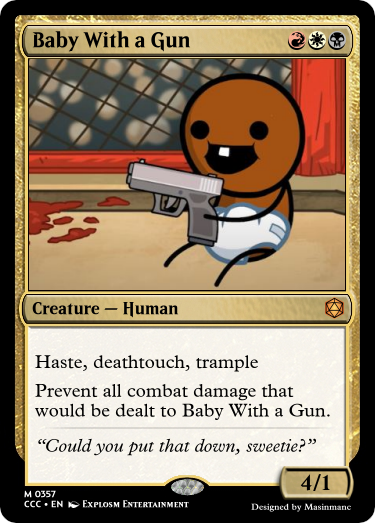 Baby With a Gun
Creature — Human
Haste, deathtouch, trample
Prevent all combat damage that
would be dealt to Baby With a Gun.
“Could you put that down, sweetie?”
4/1
M 0357
CCC • EN Explosm Entertainment
Designed by Masinmanc